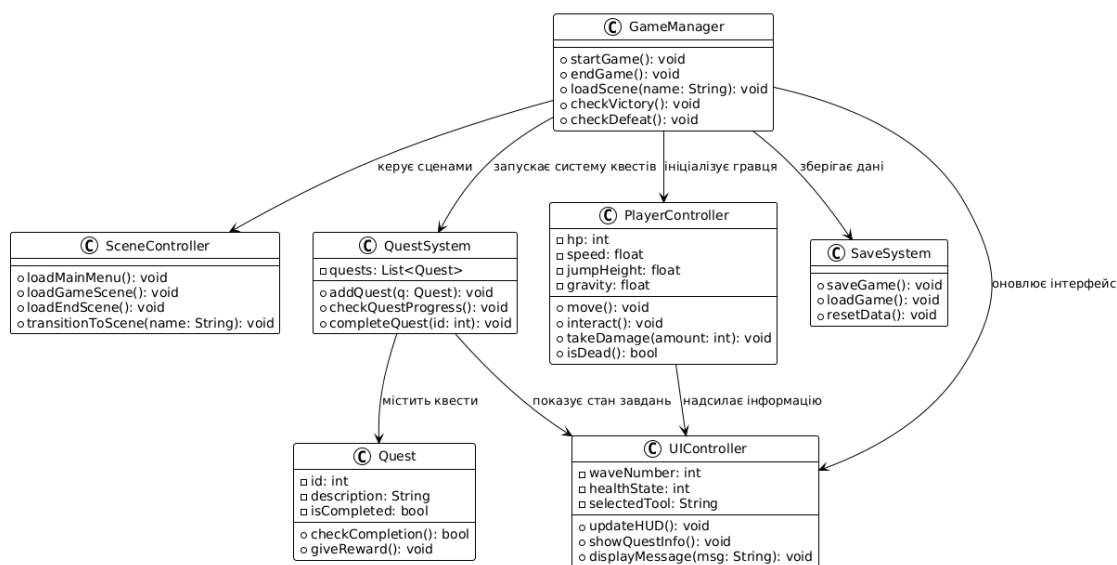 C GameManager
startGame(): void
endGame(): void
loadScene(name: String): void
checkVictory(): void
checkDefeat(): void
керує сценами
запускає систему квестів
ініціалізує гравця
зберігає дані
оновлює інтерфейс
C SceneController
loadMainMenu(): void
loadGameScene(): void
loadEndScene(): void
transitionToScene(name: String): void
C QuestSystem
quests: List<Quest>
addQuest(q: Quest): void
checkQuestProgress(): void
completeQuest(id: int): void
C PlayerController
hp: int
speed: float
jumpHeight: float
gravity: float
move(): void
interact(): void
takeDamage(amount: int): void
isDead(): bool
C SaveSystem
saveGame(): void
loadGame(): void
resetData(): void
містить квести
показує стан завдань
надсилає інформацію
C Quest
id: int
description: String
isCompleted: bool
checkCompletion(): bool
giveReward(): void
C UIController
waveNumber: int
healthState: int
selectedTool: String
updateHUD(): void
showQuestInfo(): void
displayMessage(msg: String): void